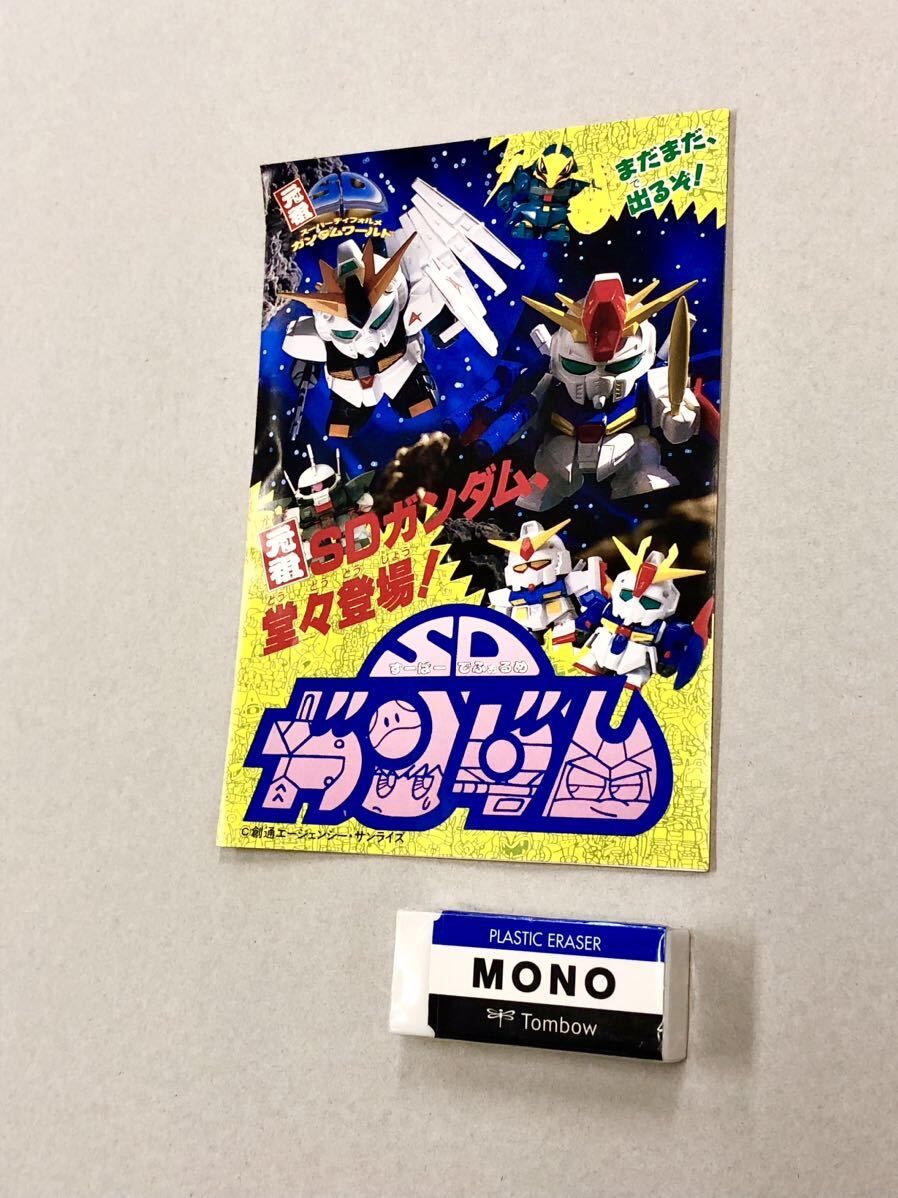 まだまだ、
で
出るぞ!
元祖
SD
スーパーディフォルメ
ガンダムワールド
がんそ
元祖
SDガンダム、
どうどうとうじょう
堂々登場!
SD
すーぱー でふぉるめ
ガンダム
©創通エージェンシー・サンライズ
PLASTIC ERASER
MONO
Tombow